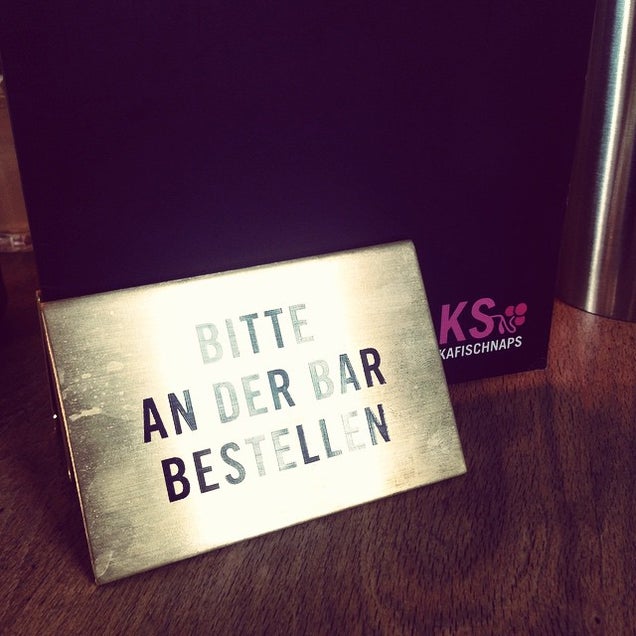 BITTE
AN DER BAR
BESTELLEN
KS
KAFISCHNAPS